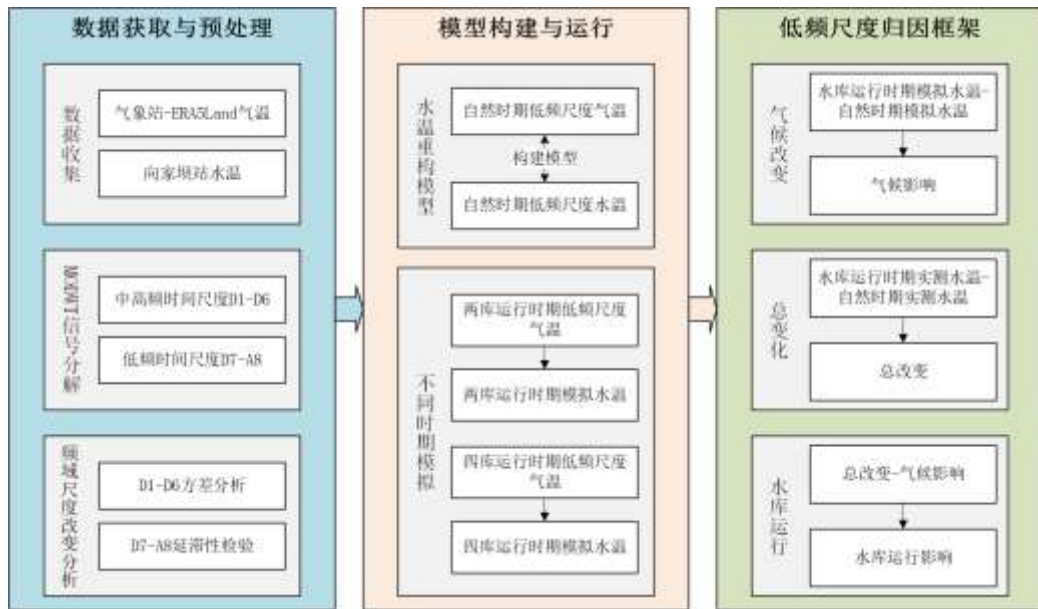 数据获取与预处理
数据收集
气象站-ERA5Land气温
向家坝站水温
MODWT信号分解
中高频时间尺度D1-D6
低频时间尺度D7-A8
频域尺度改变分析
D1-D6方差分析
D7-A8延滞性检验
模型构建与运行
水温重构模型
自然时期低频尺度气温
构建模型
自然时期低频尺度水温
不同时期模拟
两库运行时期低频尺度
气温
两库运行时期模拟水温
四库运行时期低频尺度
气温
四库运行时期模拟水温
低频尺度归因框架
气候改变
水库运行时期模拟水温-
自然时期模拟水温
气候影响
总变化
水库运行时期实测水温-
自然时期实测水温
总改变
水库运行
总改变-气候影响
水库运行影响